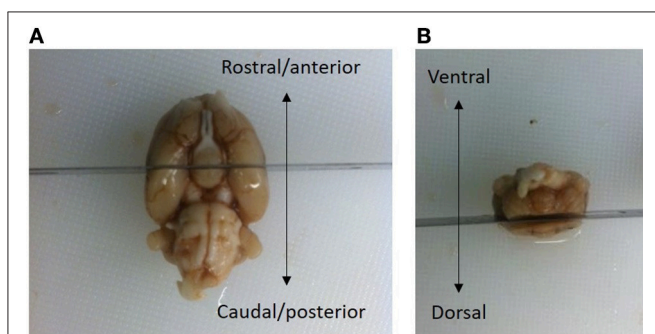 A
Rostral/anterior
Caudal/posterior
B
Ventral
Dorsal